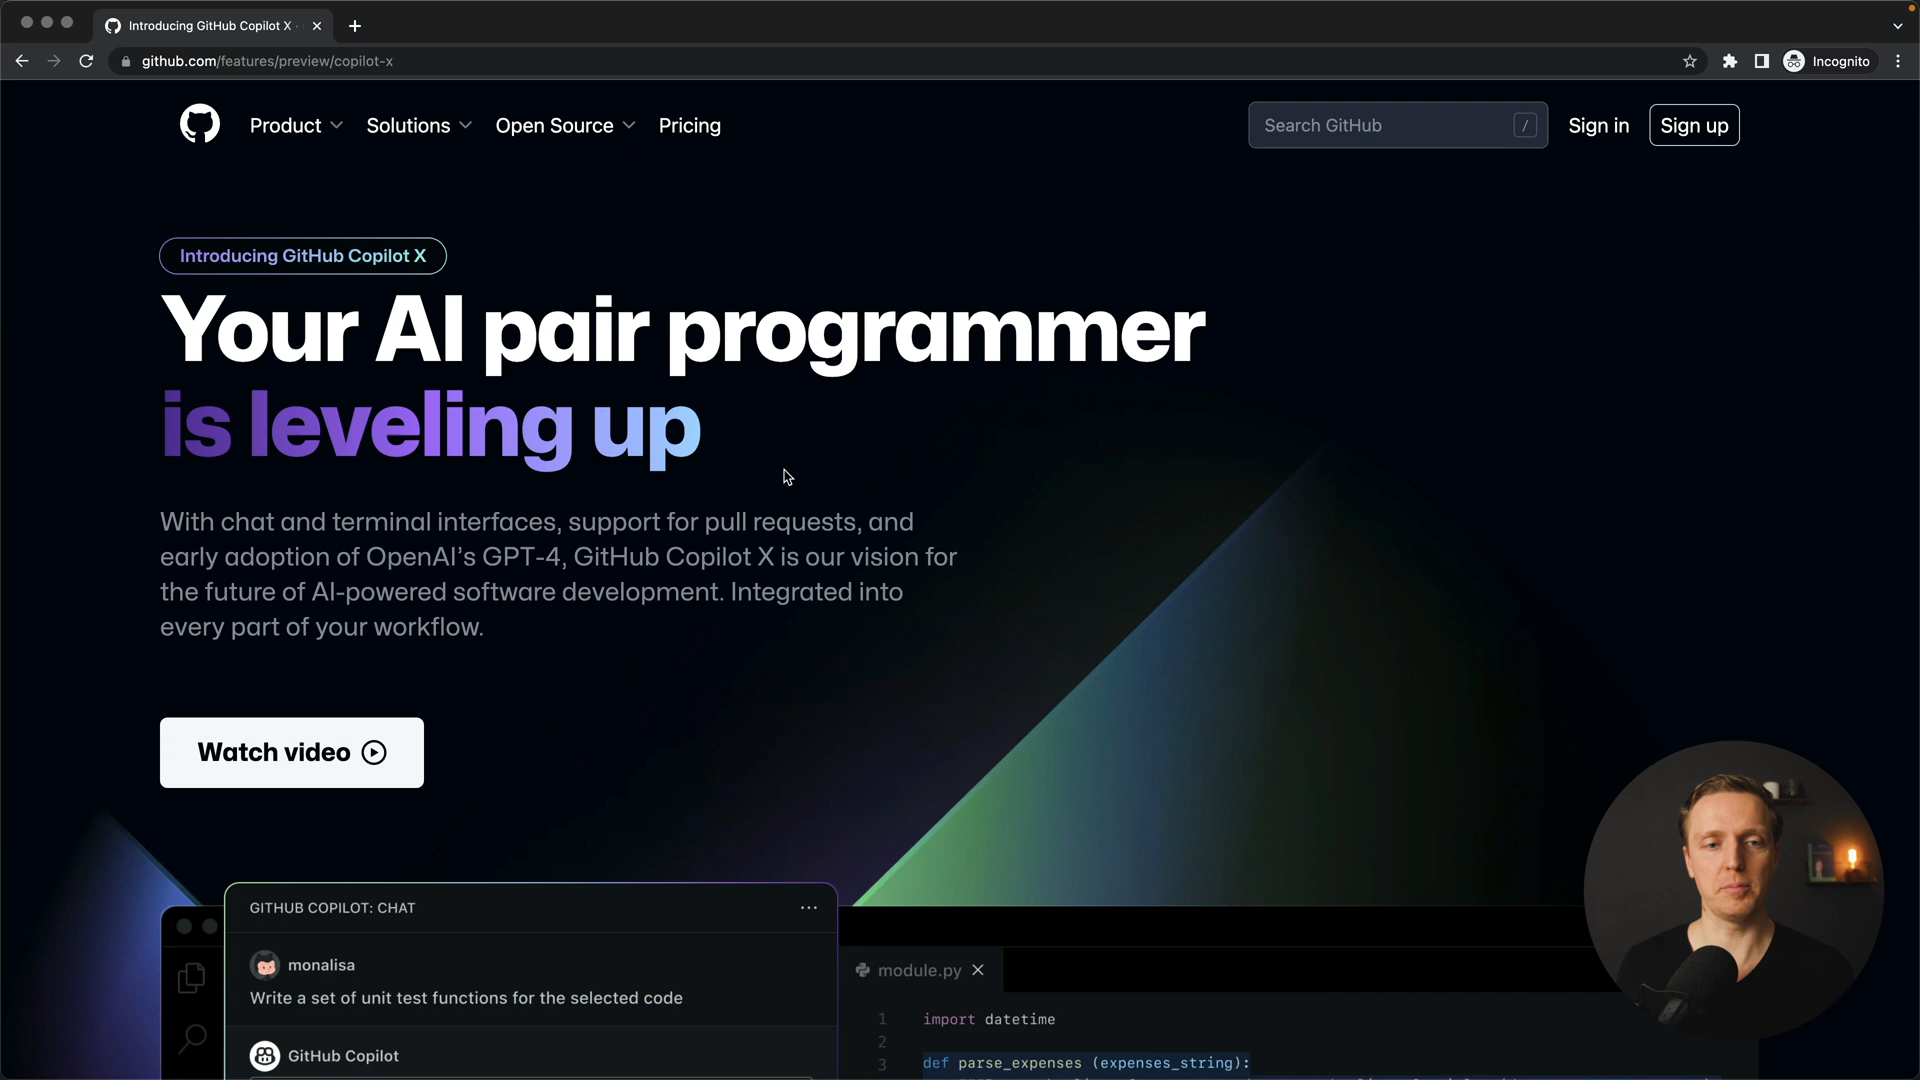 Introducing GitHub Copilot X ·
github.com/features/preview/copilot-x
Incognito
Product
Solutions
Open Source
Pricing
Search GitHub
/
Sign in
Sign up
Introducing GitHub Copilot X
Your AI pair programmer
is leveling up
With chat and terminal interfaces, support for pull requests, and
early adoption of OpenAI’s GPT-4, GitHub Copilot X is our vision for
the future of AI-powered software development. Integrated into
every part of your workflow.
Watch video
GITHUB COPILOT: CHAT
monalisa
Write a set of unit test functions for the selected code
GitHub Copilot
module.py
1 import datetime
2
3 def parse_expenses (expenses_string):